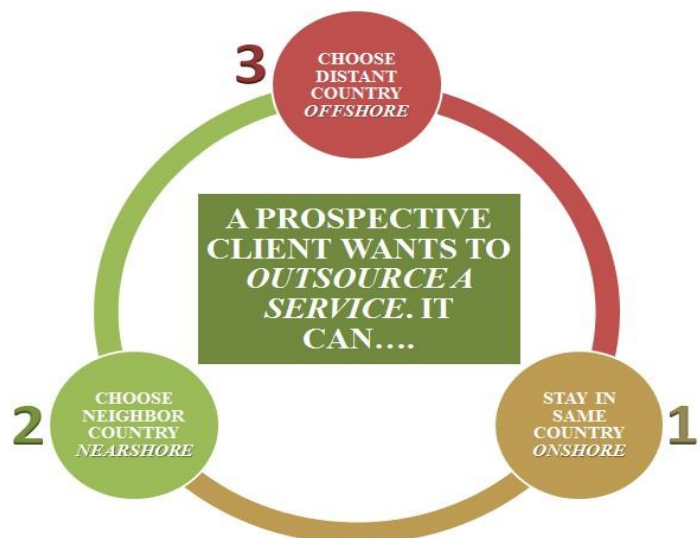 3
CHOOSE
DISTANT
COUNTRY
OFFSHORE
A PROSPECTIVE
CLIENT WANTS TO
OUTSOURCE A
SERVICE. IT
CAN....
2
CHOOSE
NEIGHBOR
COUNTRY
NEARSHORE
STAY IN
SAME
COUNTRY
ONSHORE
1